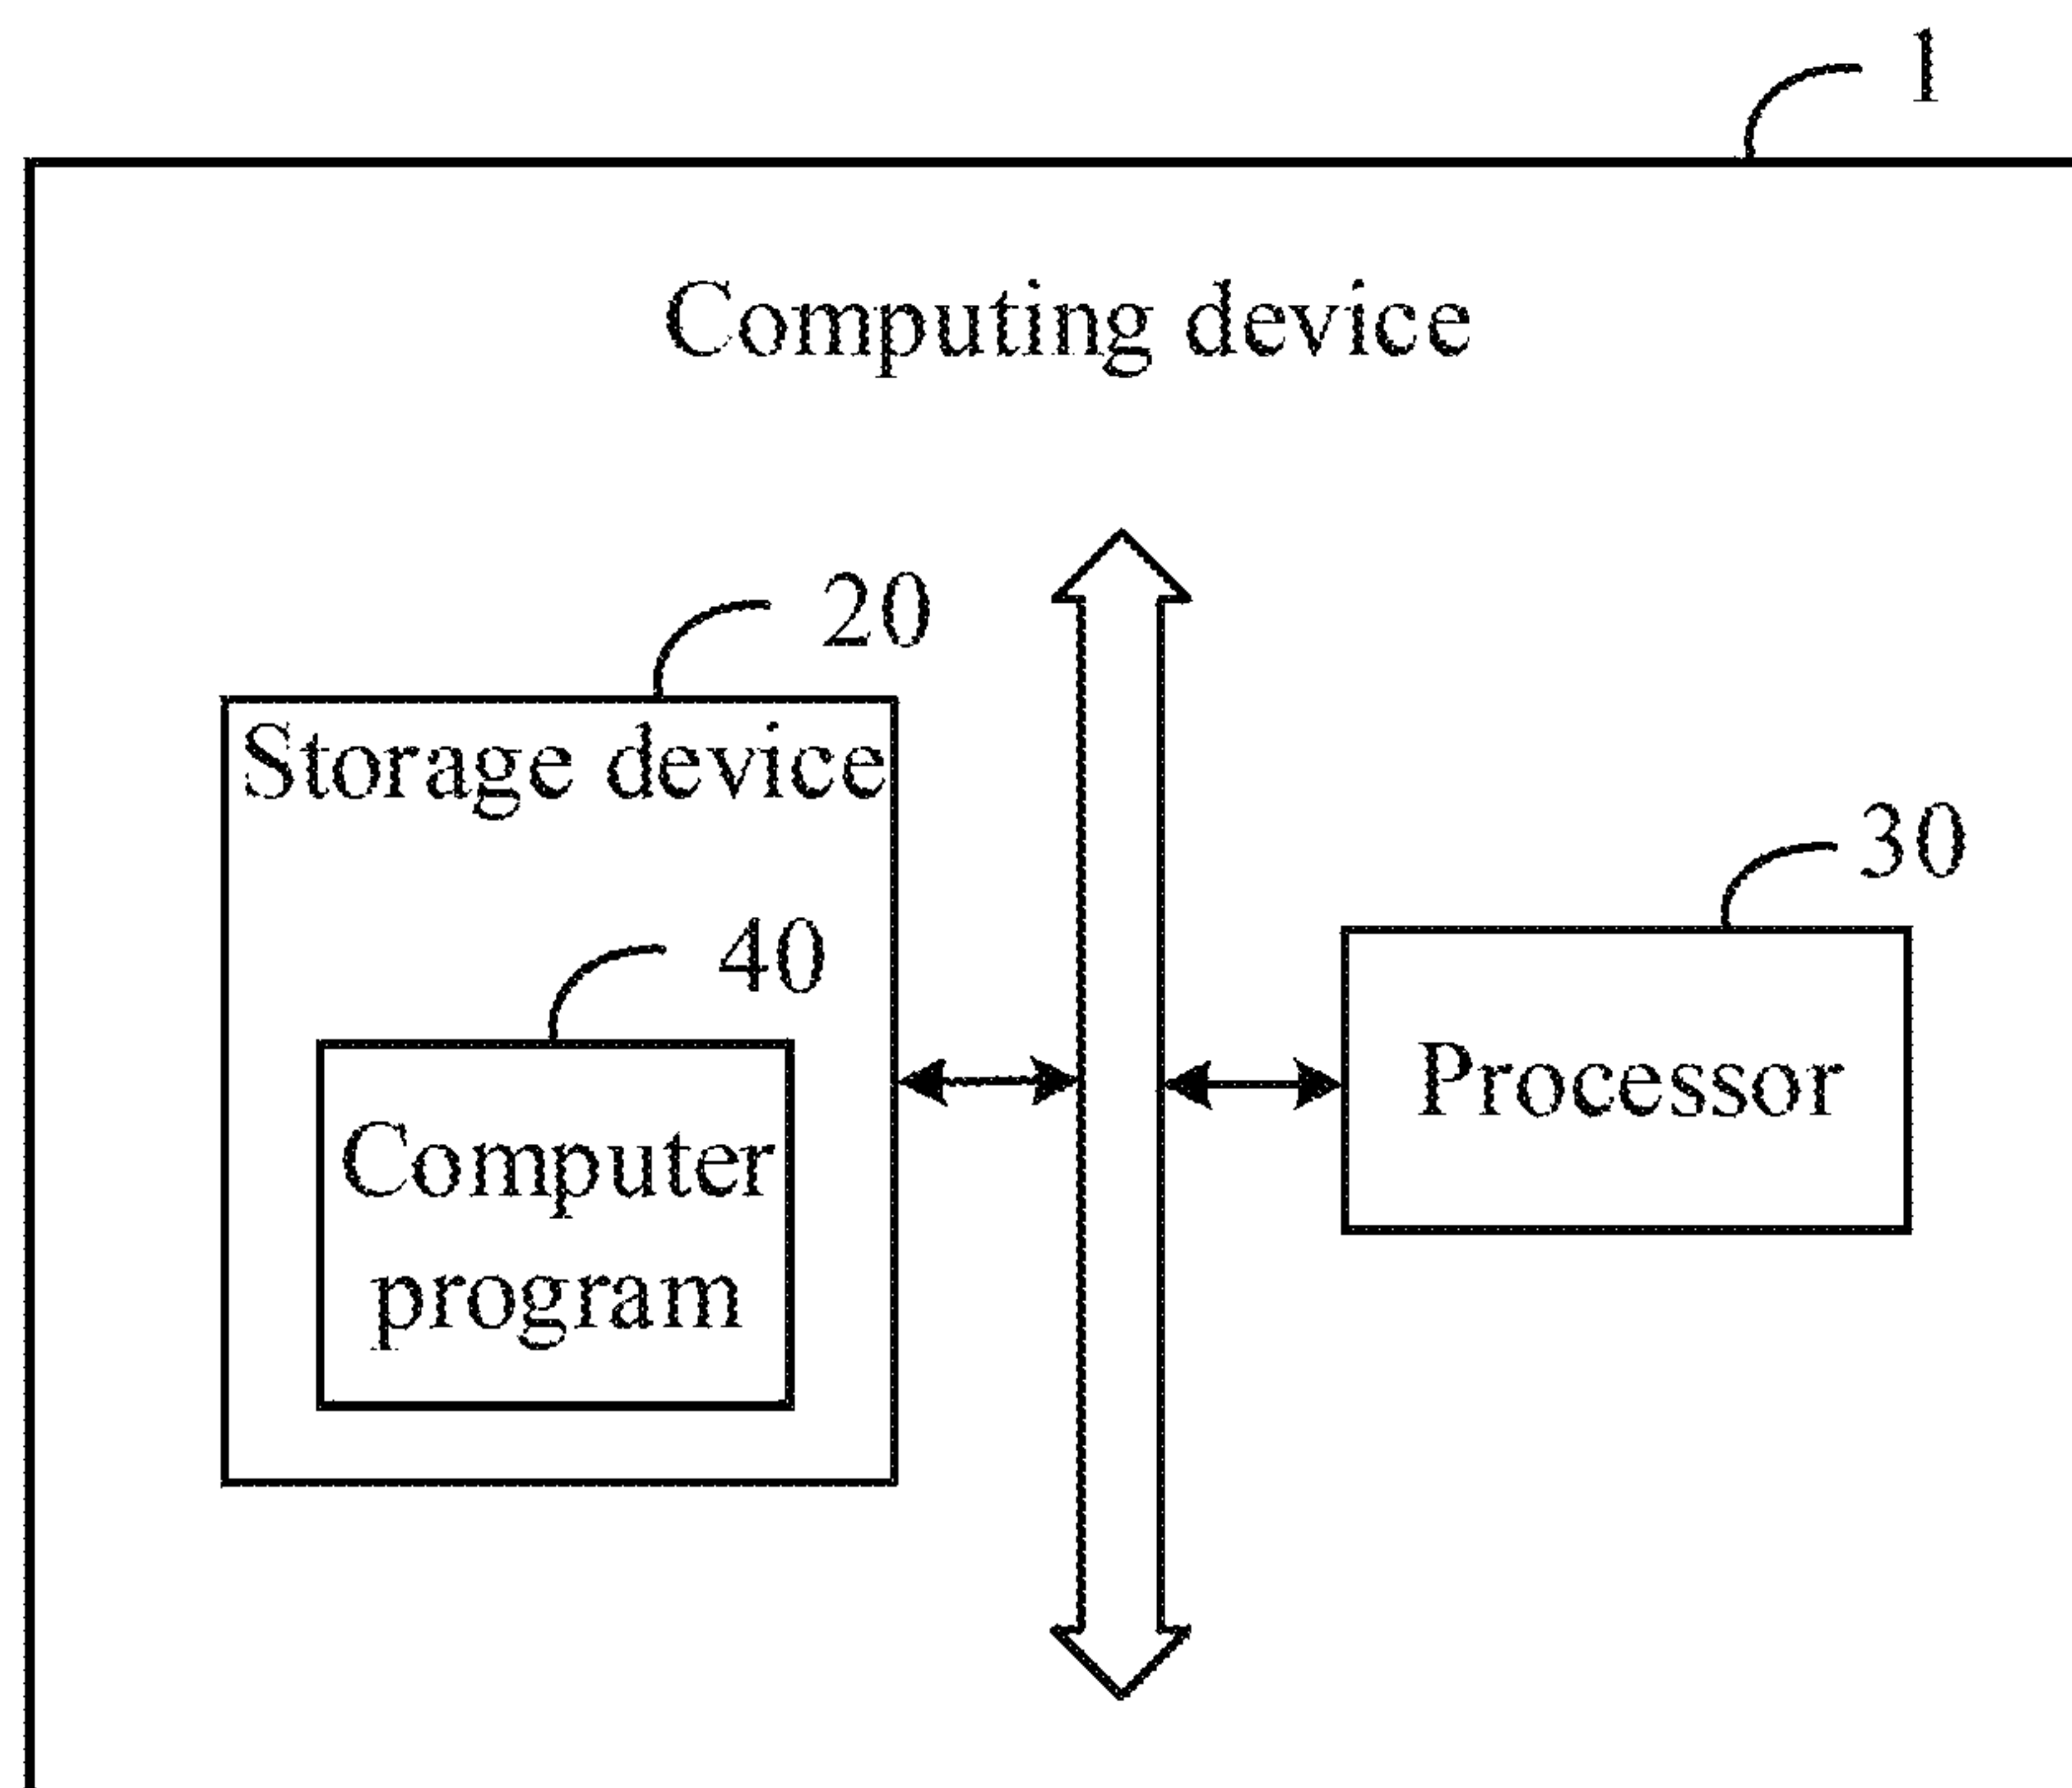 1
Computing device
20
Storage device
30
40
Processor
Computer
program